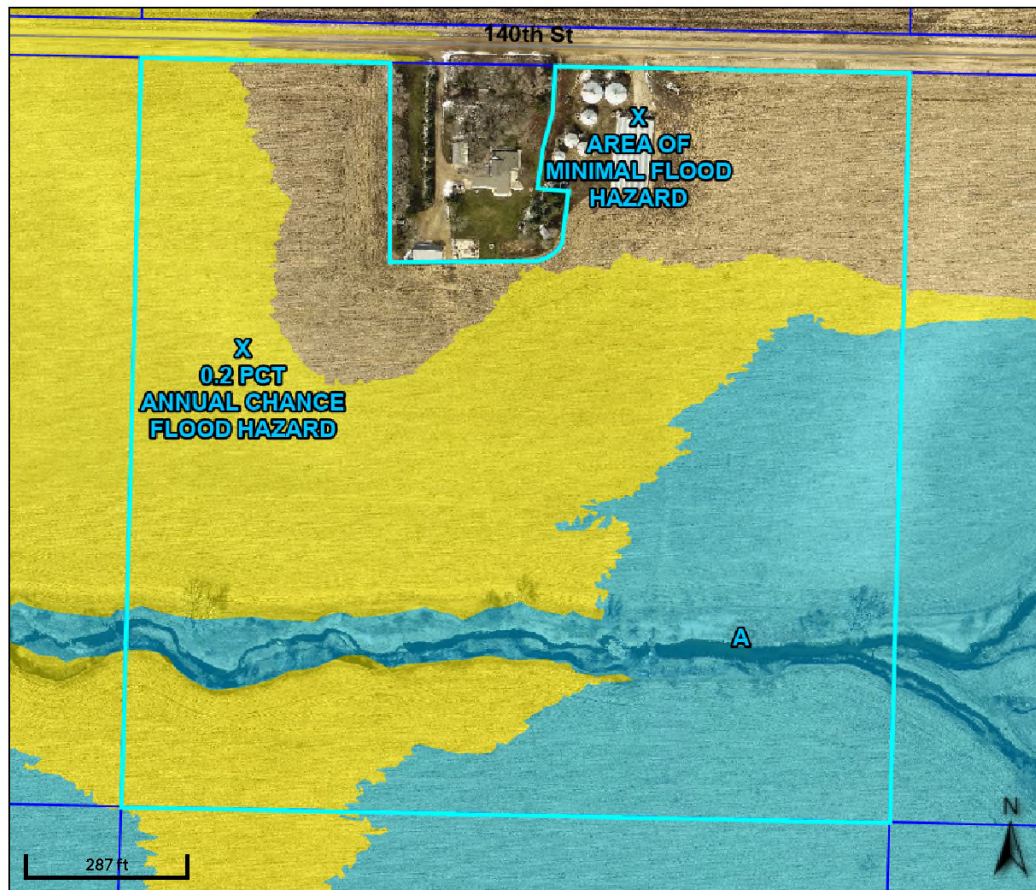 140th St
X
AREA OF
MINIMAL FLOOD
HAZARD
X
0.2 PCT
ANNUAL CHANCE
FLOOD HAZARD
A
N
287 ft